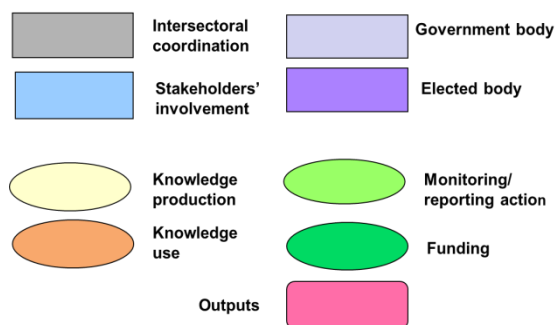 Intersectoral
coordination
Government body
Stakeholders’
involvement
Elected body
Knowledge
production
Monitoring/
reporting action
Knowledge
use
Funding
Outputs